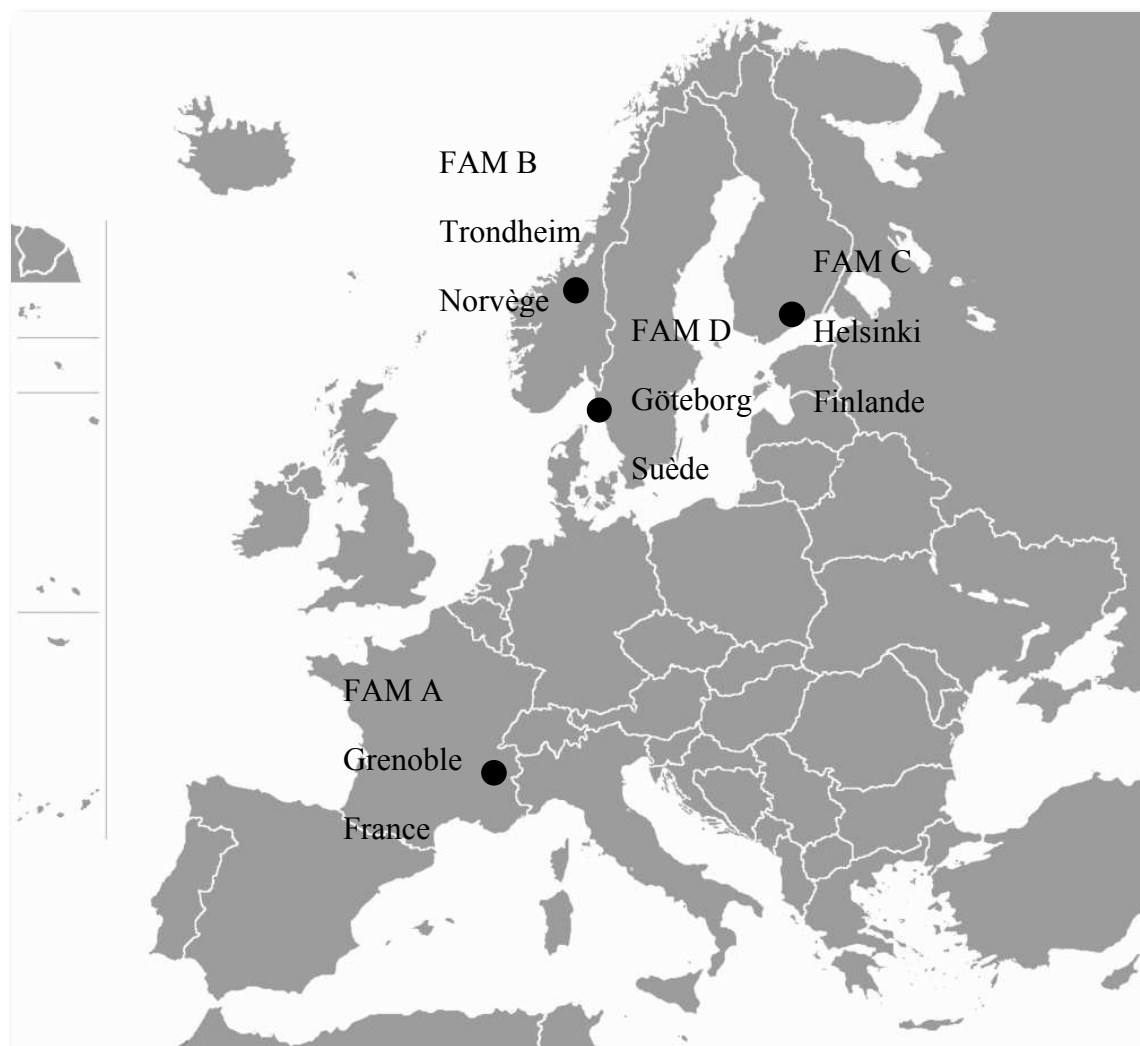 FAM B
Trondheim
Norvège
FAM C
Helsinki
Finlande
FAM D
Göteborg
Suède
FAM A
Grenoble
France